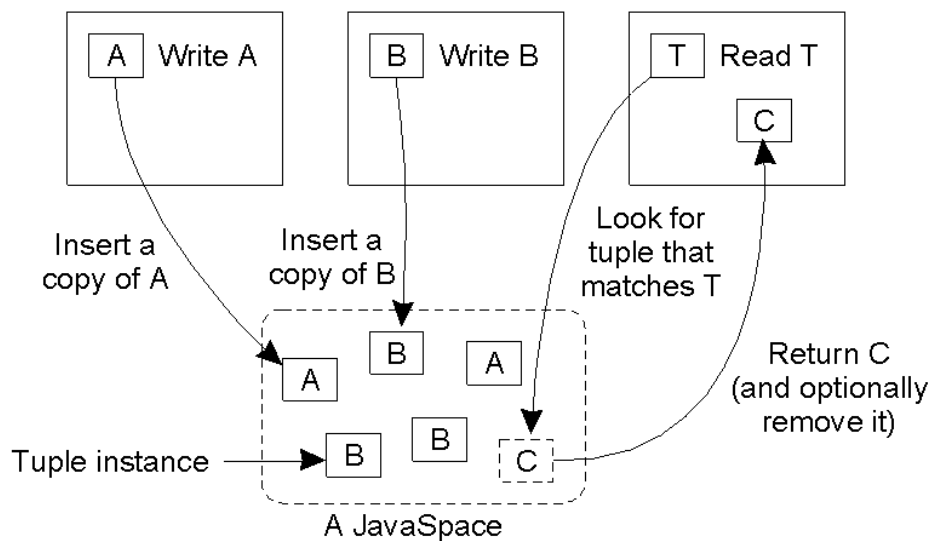 A Write A
B Write B
T Read T
C
Insert a
copy of A
Insert a
copy of B
Look for
tuple that
matches T
Return C
(and optionally
remove it)
A
B
A
B
B
C
Tuple instance
A JavaSpace